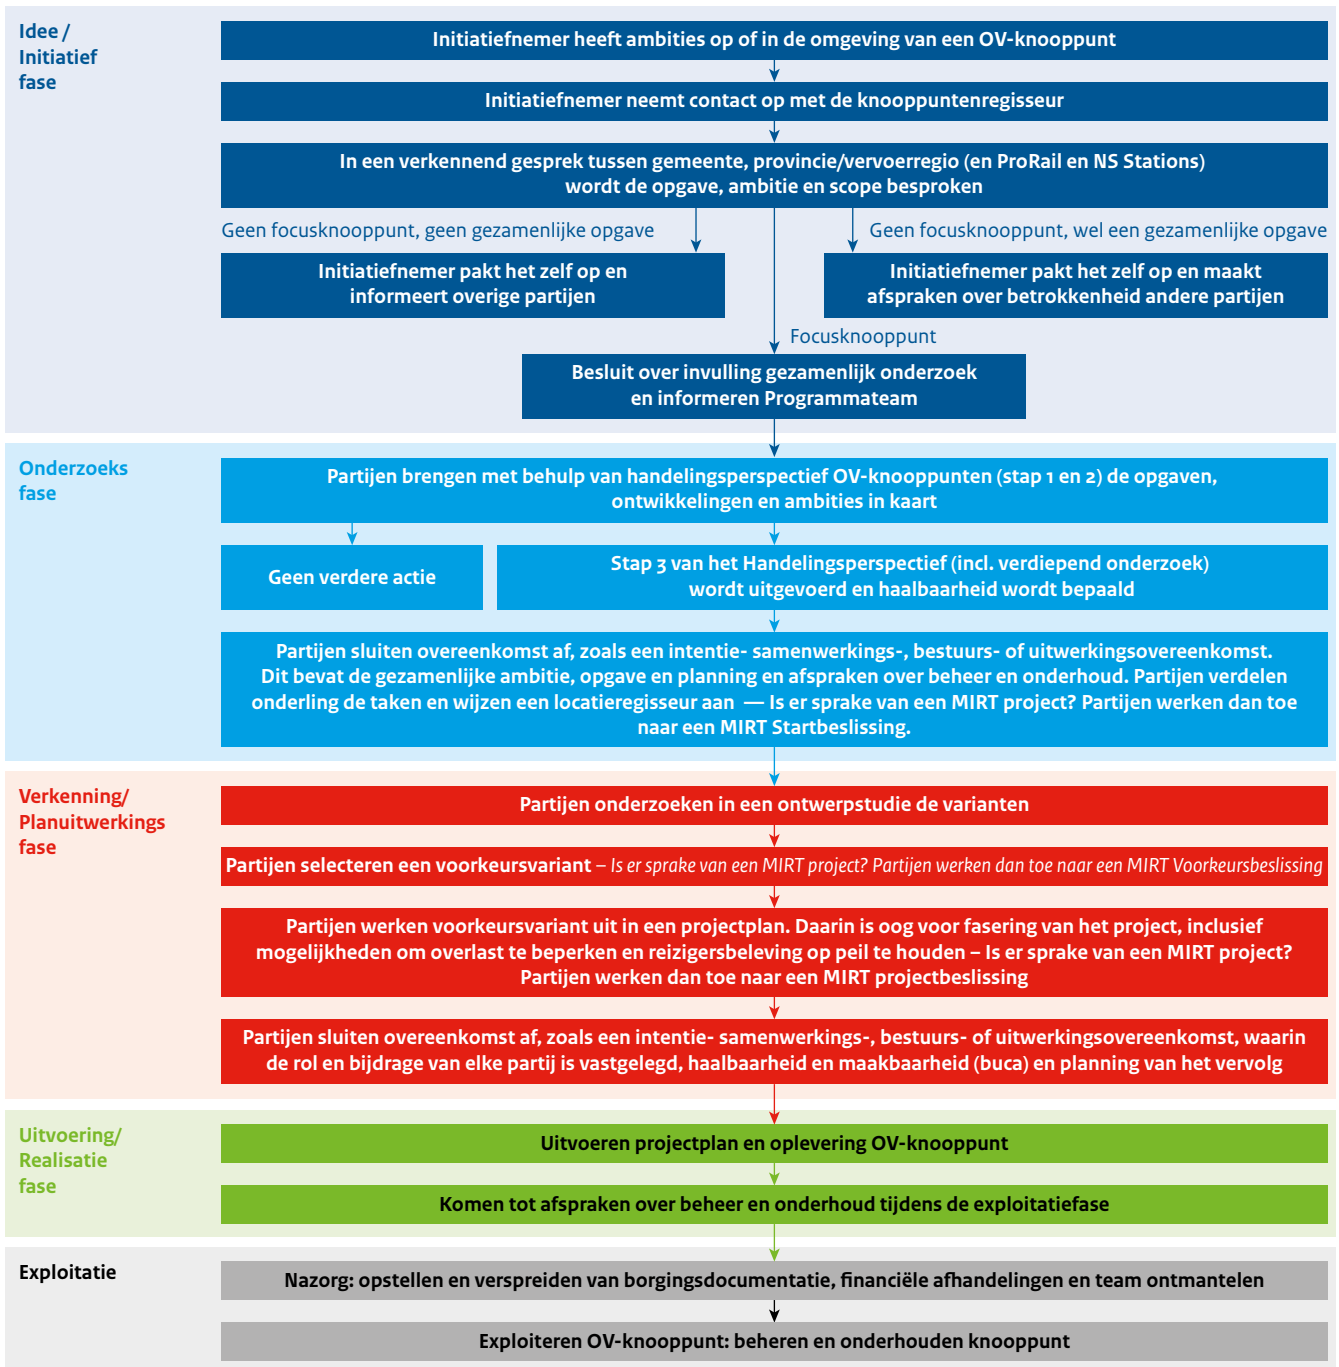 Idee /
Initiatief
fase
Initiatiefnemer heeft ambities op of in de omgeving van een OV-knooppunt
Initiatiefnemer neemt contact op met de knooppuntenregisseur
In een verkennend gesprek tussen gemeente, provincie/vervoerregio (en ProRail en NS Stations)
wordt de opgave, ambitie en scope besproken
Geen focusknooppunt, geen gezamenlijke opgave
Geen focusknooppunt, wel een gezamenlijke opgave
Initiatiefnemer pakt het zelf op en
informeert overige partijen
Initiatiefnemer pakt het zelf op en maakt
afspraken over betrokkenheid andere partijen
Focusknooppunt
Besluit over invulling gezamenlijk onderzoek
en informeren Programmateam
Onderzoeks
fase
Partijen brengen met behulp van handelingsperspectief OV-knooppunten (stap 1 en 2) de opgaven,
ontwikkelingen en ambities in kaart
Geen verdere actie
Stap 3 van het Handelingsperspectief (incl. verdiepend onderzoek)
wordt uitgevoerd en haalbaarheid wordt bepaald
Partijen sluiten overeenkomst af, zoals een intentie- samenwerkings-, bestuurs- of uitwerkingsovereenkomst.
Dit bevat de gezamenlijke ambitie, opgave en planning en afspraken over beheer en onderhoud. Partijen verdelen
onderling de taken en wijzen een locatieregisseur aan — Is er sprake van een MIRT project? Partijen werken dan toe
naar een MIRT Startbeslissing.
Verkenning/
Planuitwerkings
fase
Partijen onderzoeken in een ontwerpstudie de varianten
Partijen selecteren een voorkeursvariant – Is er sprake van een MIRT project? Partijen werken dan toe naar een MIRT Voorkeursbeslissing
Partijen werken voorkeursvariant uit in een projectplan. Daarin is oog voor fasering van het project, inclusief
mogelijkheden om overlast te beperken en reizigersbeleving op peil te houden – Is er sprake van een MIRT project?
Partijen werken dan toe naar een MIRT projectbeslissing
Partijen sluiten overeenkomst af, zoals een intentie- samenwerkings-, bestuurs- of uitwerkingsovereenkomst, waarin
de rol en bijdrage van elke partij is vastgelegd, haalbaarheid en maakbaarheid (buca) en planning van het vervolg
Uitvoering/
Realisatie
fase
Uitvoeren projectplan en oplevering OV-knooppunt
Komen tot afspraken over beheer en onderhoud tijdens de exploitatiefase
Exploitatie
Nazorg: opstellen en verspreiden van borgingsdocumentatie, financiële afhandelingen en team ontmantelen
Exploiteren OV-knooppunt: beheren en onderhouden knooppunt